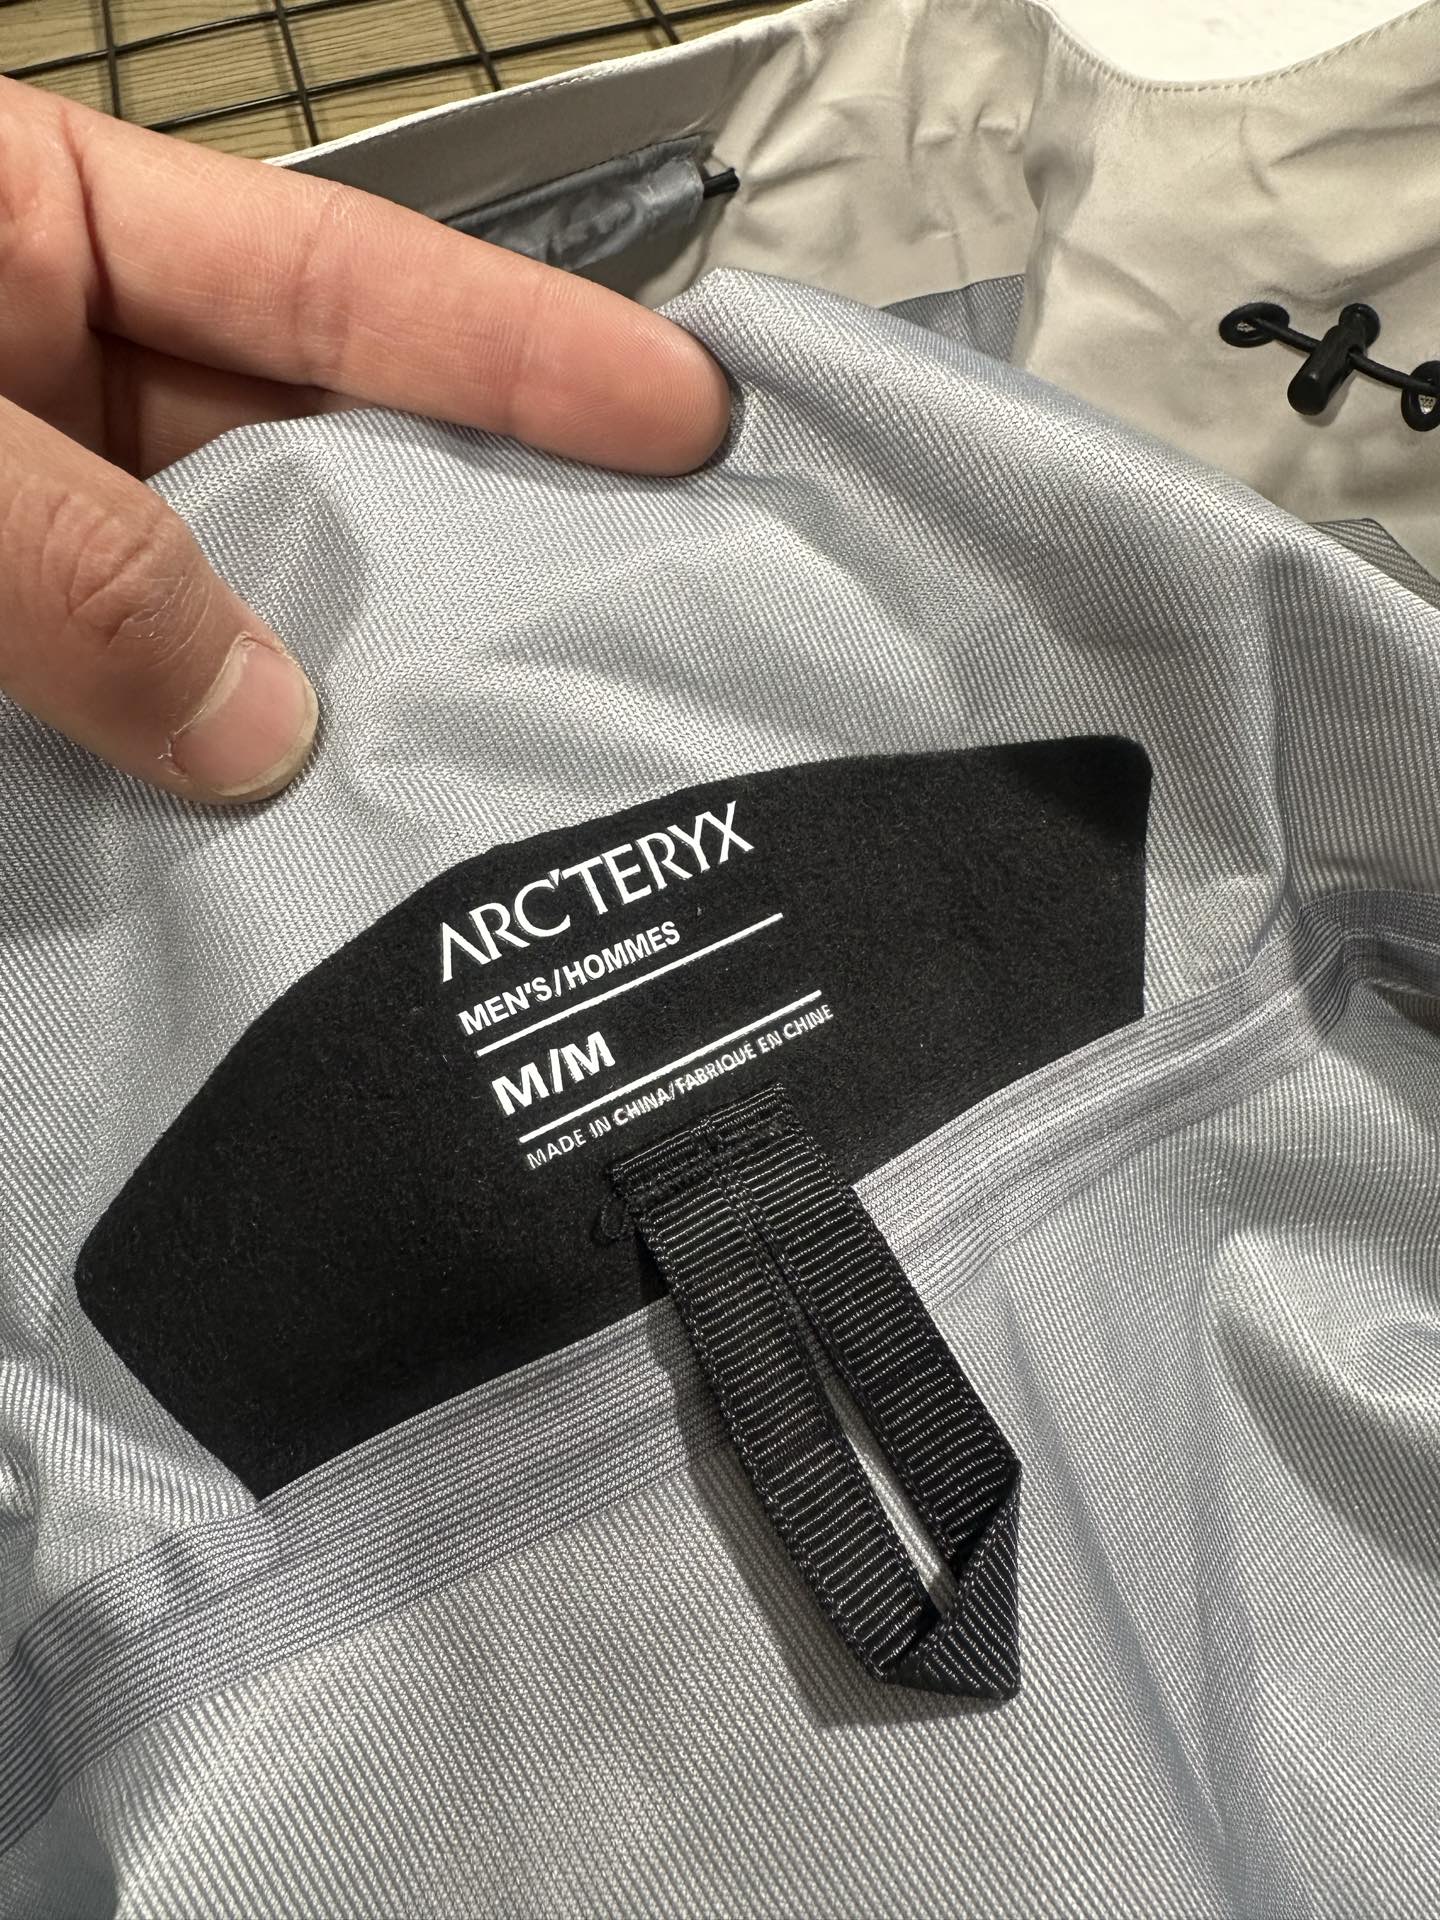 ARC'TERYX
MEN'S/HOMMES
M/M
MADE IN CHINA/FABRIQUÉ EN CHINE